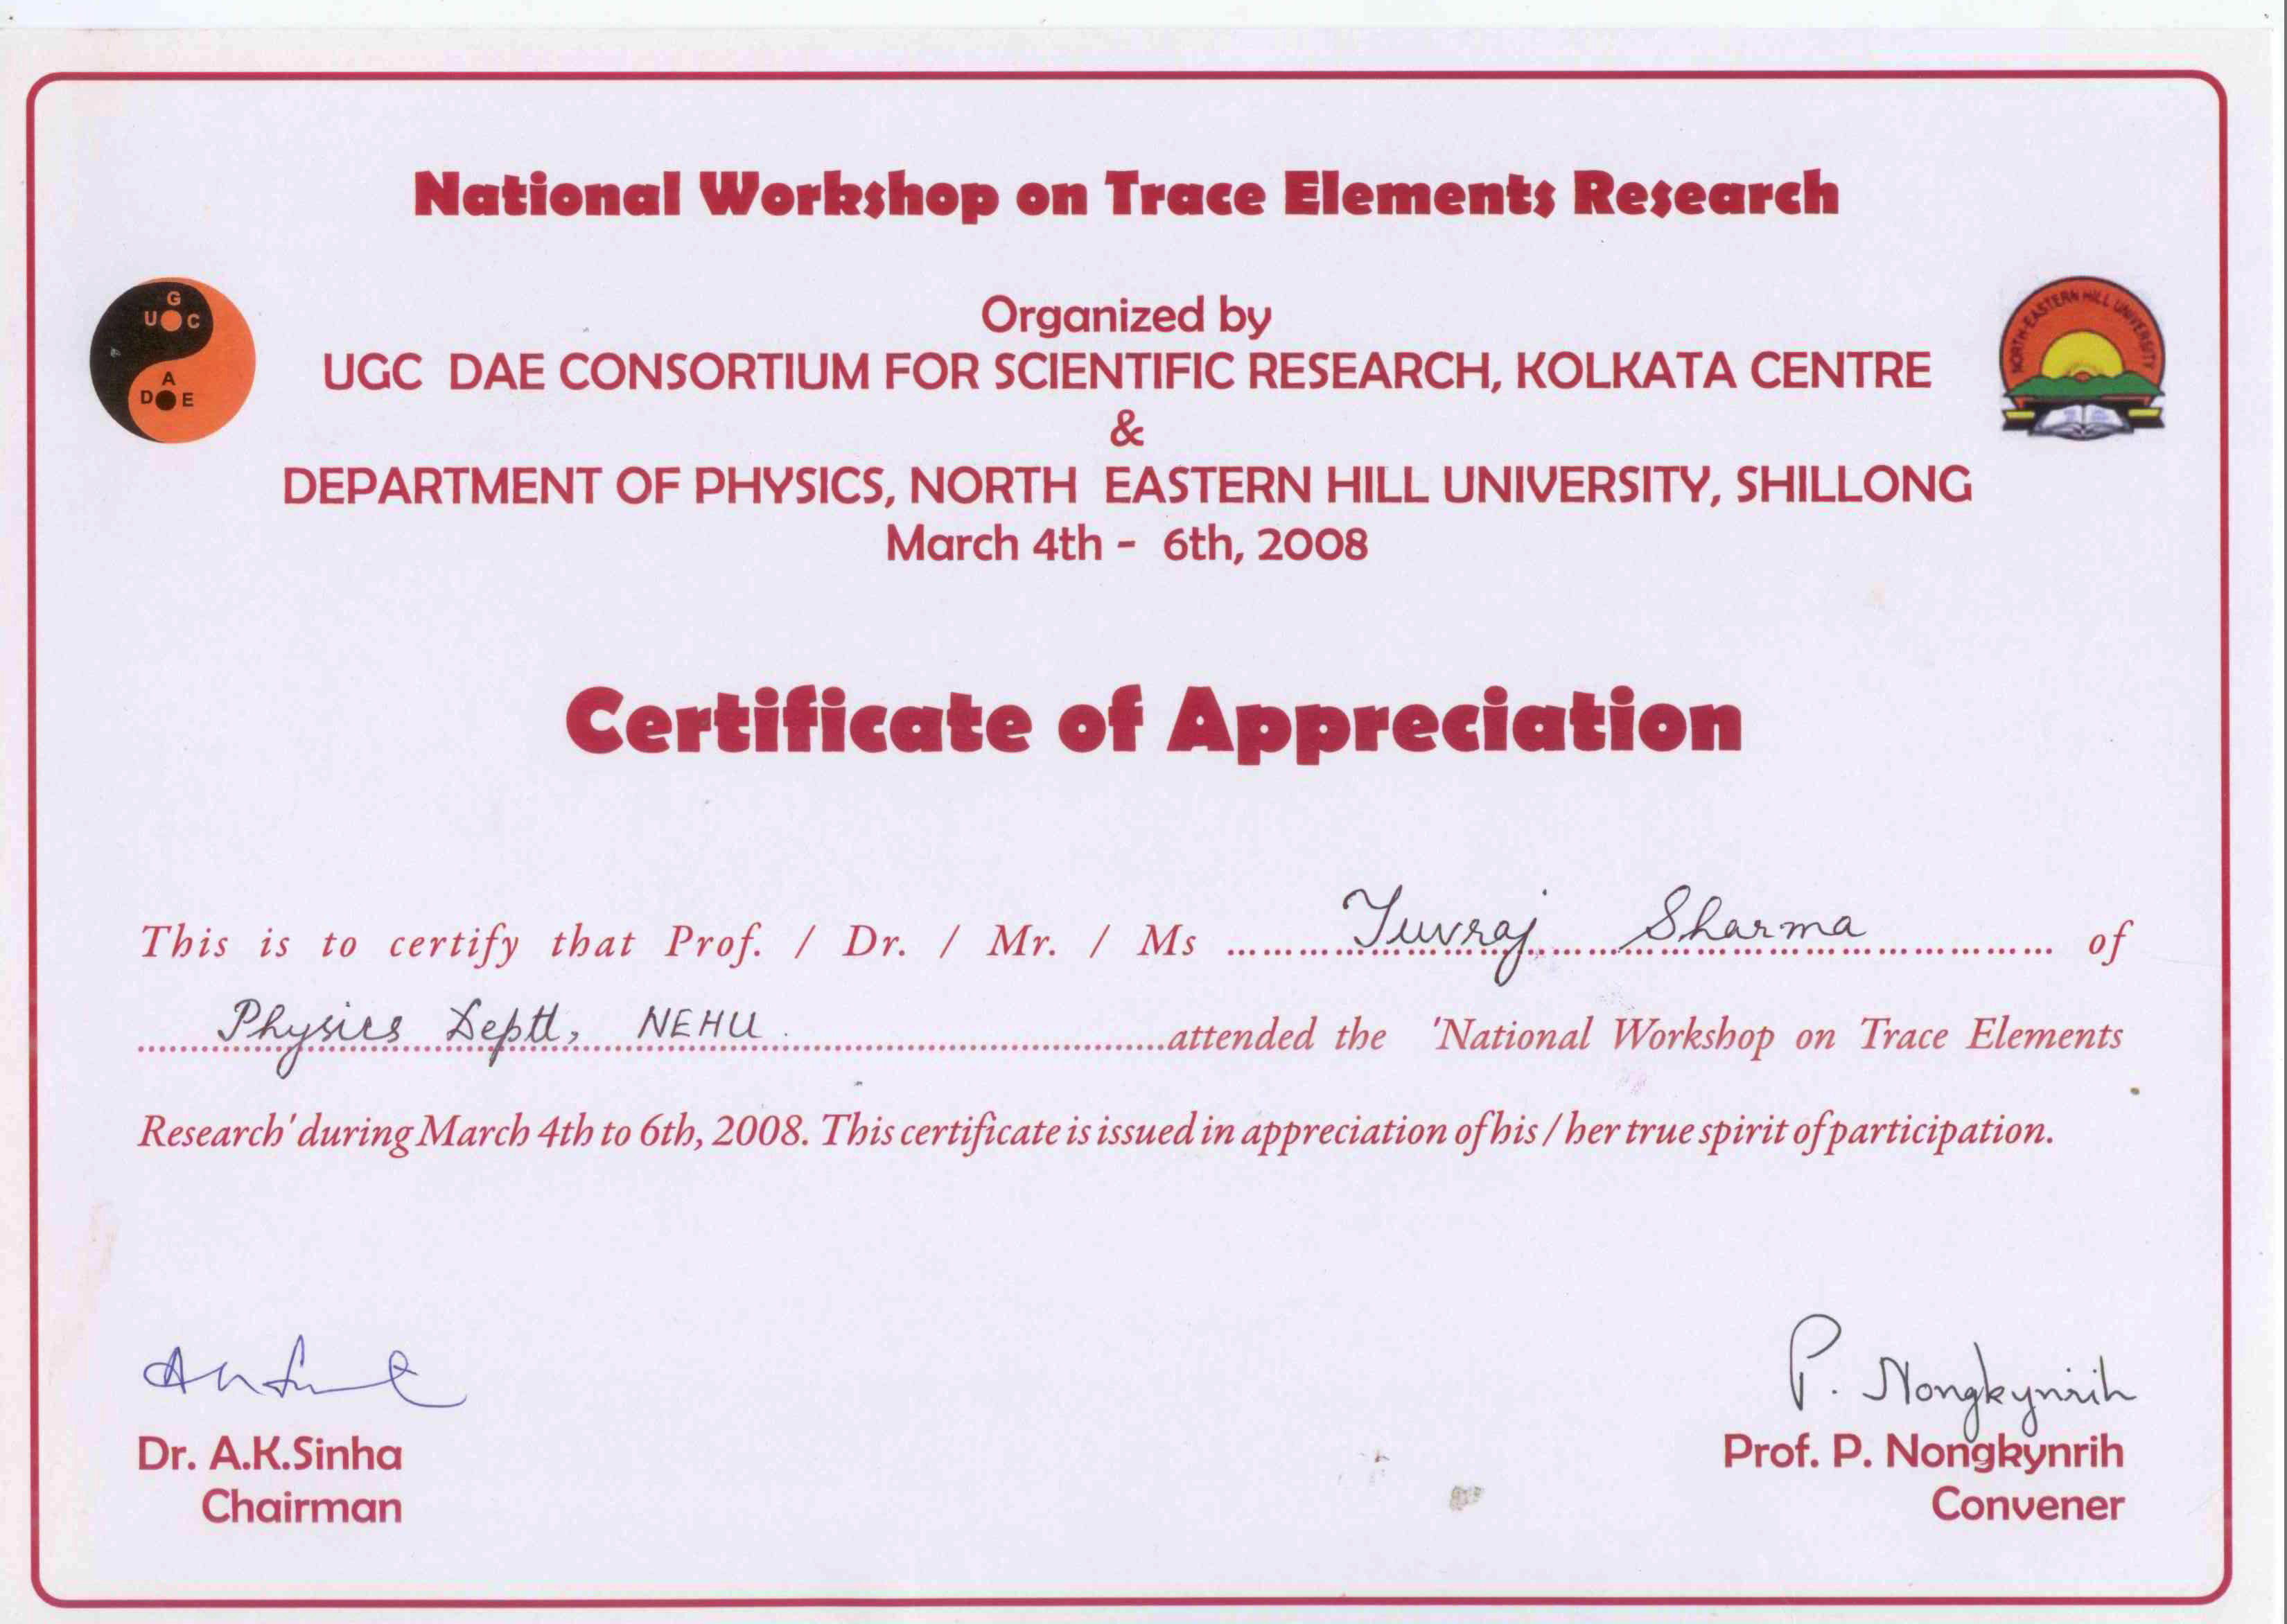 National Workshop on Trace Elements Research
Organized by
UGC DAE CONSORTIUM FOR SCIENTIFIC RESEARCH, KOLKATA CENTRE
&
DEPARTMENT OF PHYSICS, NORTH EASTERN HILL UNIVERSITY, SHILLONG
March 4th - 6th, 2008
G
U C
A
D E
NORTH-EASTERN HILL UNIVERSITY
Certificate of Appreciation
This is to certify that Prof. / Dr. / Mr. / Ms ......... Yuvraj Sharma ......... of
Physics Deptt, NEHU. .........attended the 'National Workshop on Trace Elements
Research' during March 4th to 6th, 2008. This certificate is issued in appreciation of his / her true spirit of participation.
P. Nongkynrih
Dr. A.K.Sinha
Chairman
Prof. P. Nongkynrih
Convener